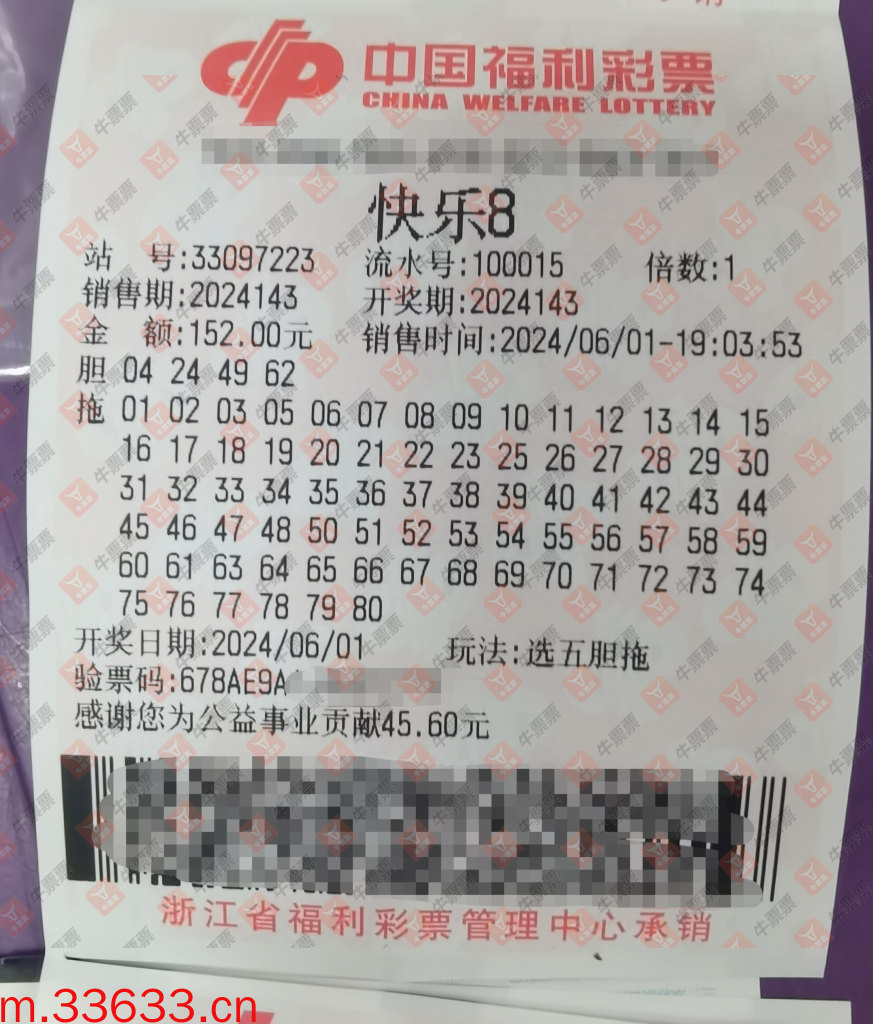 中国福利彩票
CHINA WELFARE LOTTERY
快乐8
站 号:33097223 流水号:100015 倍数:1
销售期:2024143 开奖期:2024143
金 额:152.00元 销售时间:2024/06/01-19:03:53
胆 04 24 49 62
拖 01 02 03 05 06 07 08 09 10 11 12 13 14 15
16 17 18 19 20 21 22 23 25 26 27 28 29 30
31 32 33 34 35 36 37 38 39 40 41 42 43 44
45 46 47 48 50 51 52 53 54 55 56 57 58 59
60 61 63 64 65 66 67 68 69 70 71 72 73 74
75 76 77 78 79 80
开奖日期:2024/06/01 玩法:选五胆拖
验票码:678AE9A
感谢您为公益事业贡献45.60元
浙江省福利彩票管理中心承销
m.33633.cn
牛票票